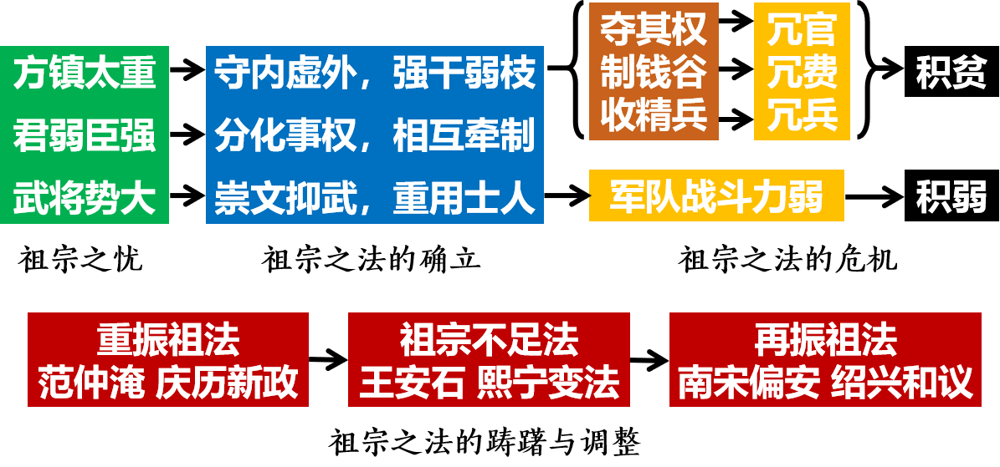 方镇太重
君弱臣强
武将势大
祖宗之忧
守内虚外，强干弱枝
分化事权，相互牵制
崇文抑武，重用士人
祖宗之法的确立
夺其权
制钱谷
收精兵
冗官
冗费
冗兵
积贫
军队战斗力弱
积弱
祖宗之法的危机
重振祖法
范仲淹 庆历新政
祖宗不足法
王安石 熙宁变法
再振祖法
南宋偏安 绍兴和议
祖宗之法的踌躇与调整